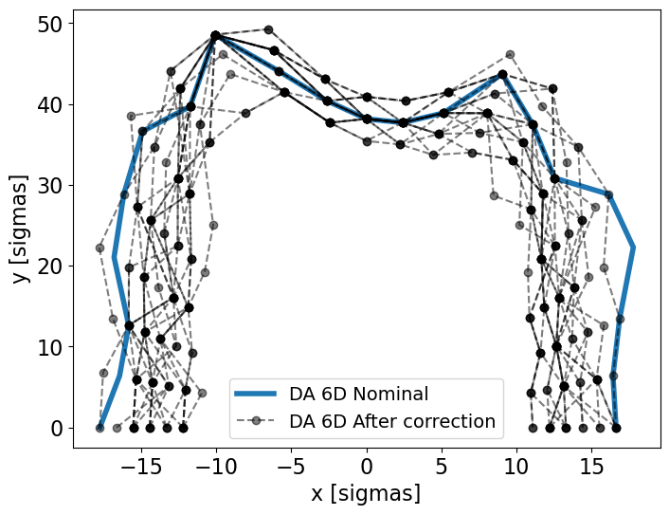 50
40
30
20
10
0
y [sigmas]
DA 6D Nominal
DA 6D After correction
−15 −10 −5 0 5 10 15
x [sigmas]